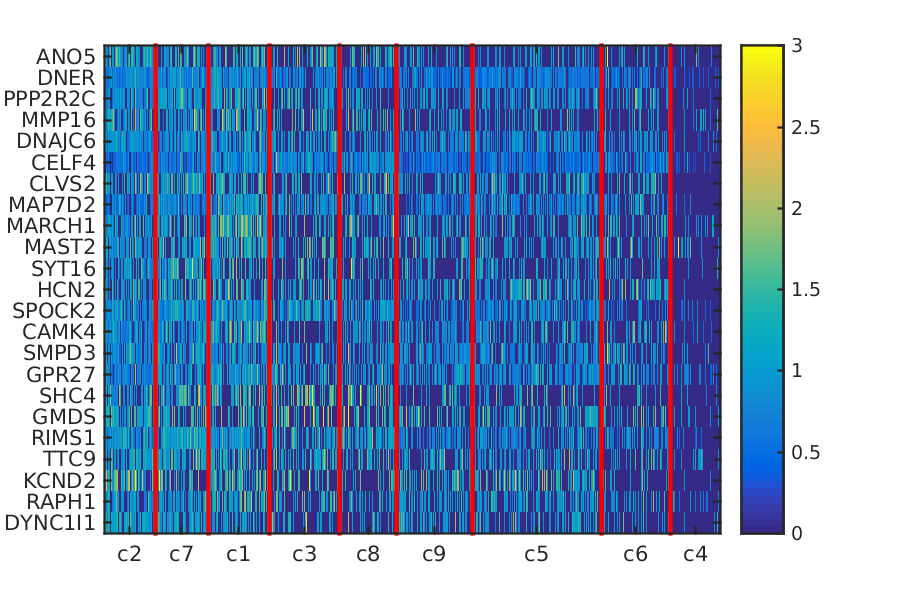 ANO5
DNER
PPP2R2C
MMP16
DNAJC6
CELF4
CLVS2
MAP7D2
MARCH1
MAST2
SYT16
HCN2
SPOCK2
CAMK4
SMPD3
GPR27
SHC4
GMDS
RIMS1
TTC9
KCND2
RAPH1
DYNC1I1
c2 c7 c1 c3 c8 c9 c5 c6 c4
3
2.5
2
1.5
1
0.5
0